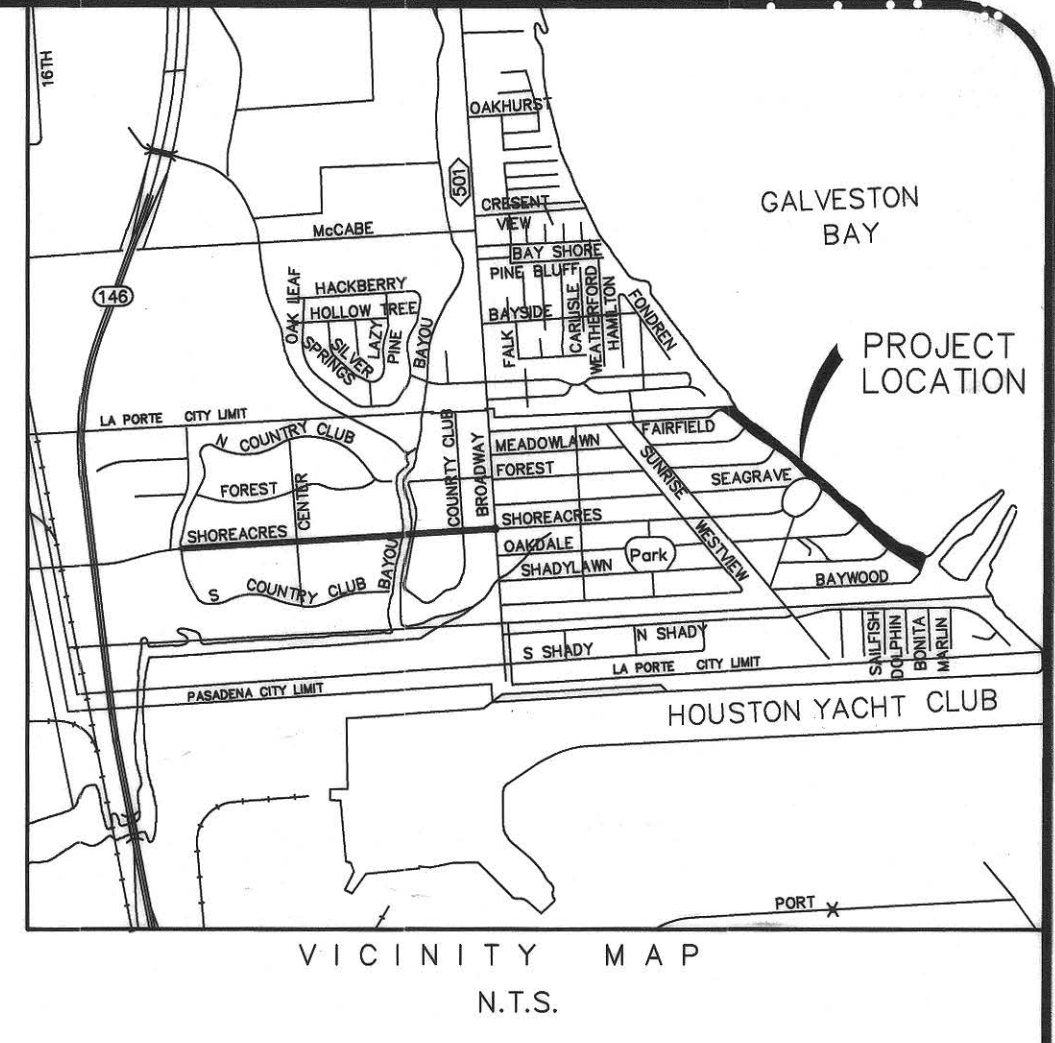 16TH
OAKHURST
501
GALVESTON
BAY
CRESENT
VIEW
McCABE
BAY SHORE
PINE BLUFF
146
OAK LEAF
HACKBERRY
HOLLOW TREE
LAZY
PINE
BAYOU
SILVER
SPRINGS
BAYSIDE
FALK
CARLISLE
WEATHERFORD
HAMILTON
FONDREN
PROJECT
LOCATION
LA PORTE CITY LIMIT
N COUNTRY CLUB
COUNRTY CLUB
BROADWAY
MEADOWLAWN
FAIRFIELD
FOREST
FOREST
CENTER
SUNRISE
SEAGRAVE
SHOREACRES
SHOREACRES
WESTVIEW
OAKDALE
SHADYLAWN
Park
BAYOU
BAYWOOD
S COUNTRY CLUB
S SHADY
N SHADY
SAILFISH
DOLPHIN
BONITA
MARLIN
LA PORTE CITY LIMIT
PASADENA CITY LIMIT
HOUSTON YACHT CLUB
PORT
VICINITY MAP
N.T.S.